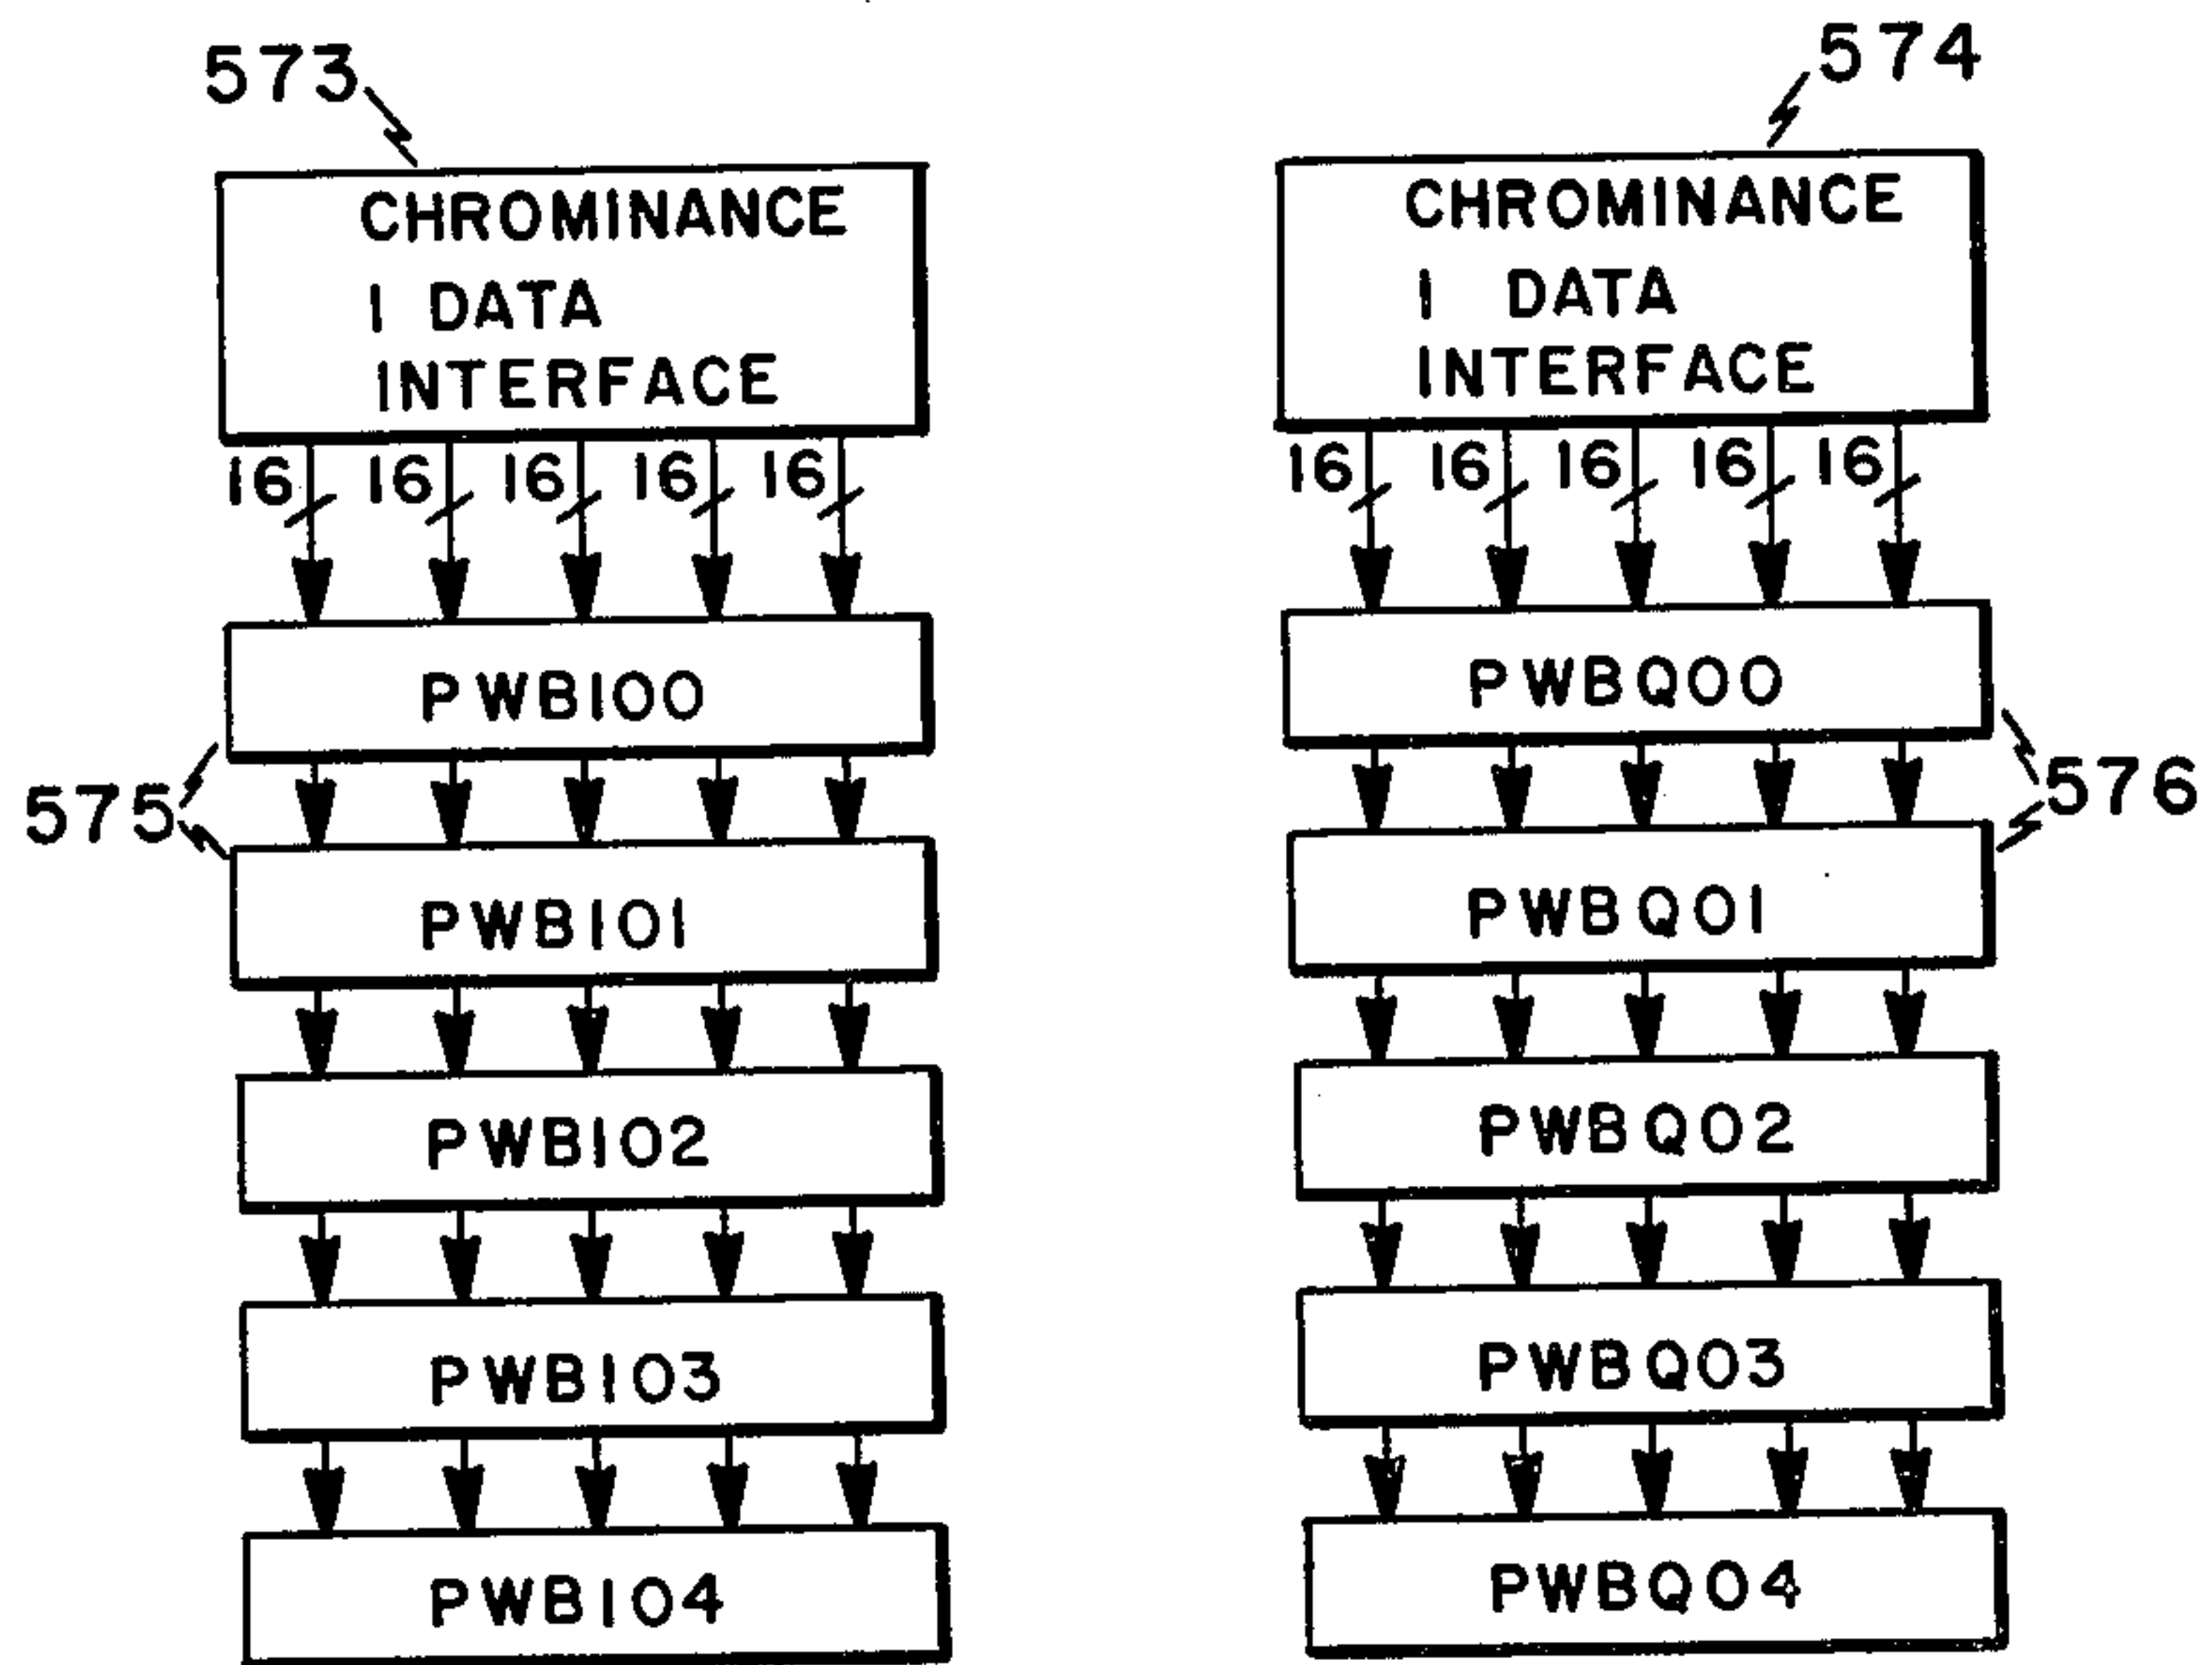 573
574
CHROMINANCE
I DATA
INTERFACE
CHROMINANCE
I DATA
INTERFACE
16 16 16 16 16
16 16 16 16 16
PWBI00
PWBQ00
575
576
PWBI01
PWBQ01
PWBI02
PWBQ02
PWBI03
PWBQ03
PWBI04
PWBQ04